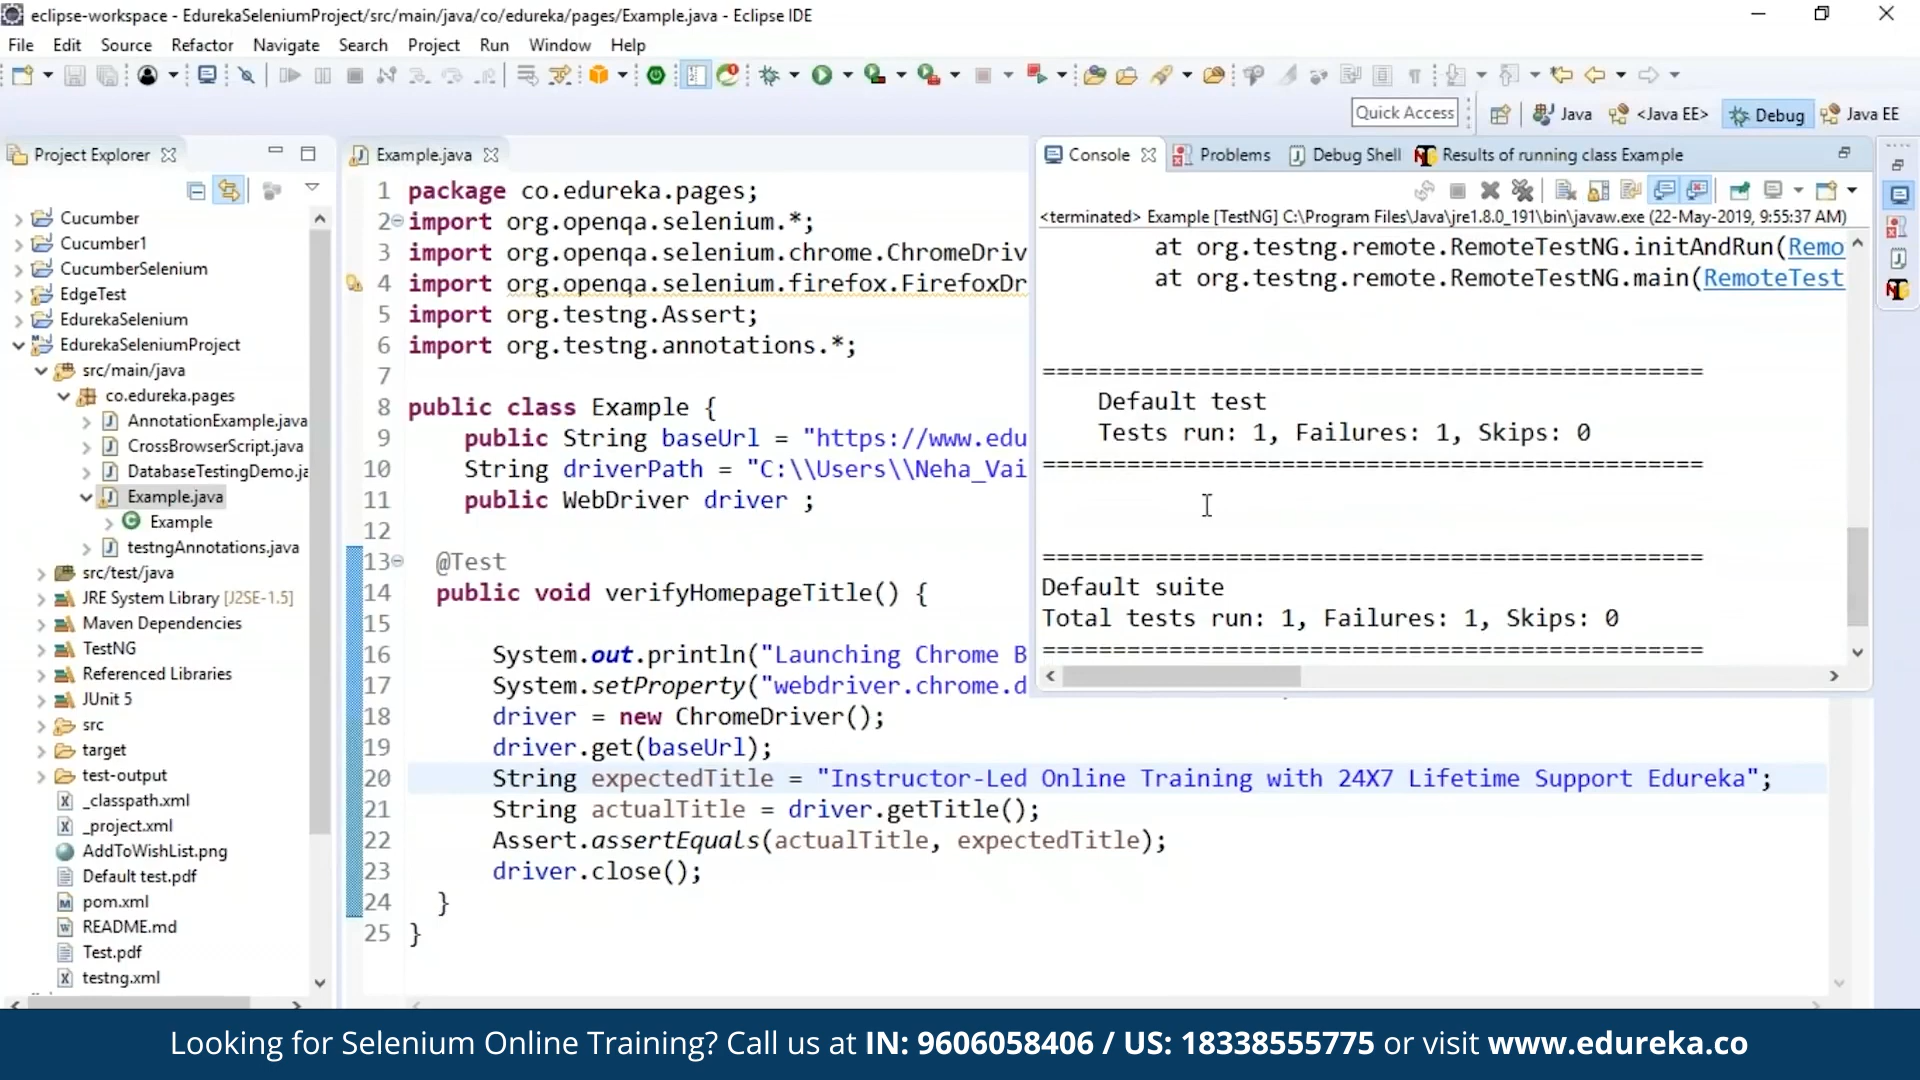 eclipse-workspace - EdurekaSeleniumProject/src/main/java/co/edureka/pages/Example.java - Eclipse IDE
File Edit Source Refactor Navigate Search Project Run Window Help
Quick Access Java <Java EE> Debug Java EE
Project Explorer
Cucumber
Cucumber1
CucumberSelenium
EdgeTest
EdurekaSelenium
EdurekaSeleniumProject
src/main/java
co.edureka.pages
AnnotationExample.java
CrossBrowserScript.java
DatabaseTestingDemo.ja
Example.java
Example
testngAnnotations.java
src/test/java
JRE System Library [J2SE-1.5]
Maven Dependencies
TestNG
Referenced Libraries
JUnit 5
src
target
test-output
_classpath.xml
_project.xml
AddToWishList.png
Default test.pdf
pom.xml
README.md
Test.pdf
testng.xml
Example.java
1 package co.edureka.pages;
2 import org.openqa.selenium.*;
3 import org.openqa.selenium.chrome.ChromeDriv
4 import org.openqa.selenium.firefox.FirefoxDr
5 import org.testng.Assert;
6 import org.testng.annotations.*;
7
8 public class Example {
9 public String baseUrl = "https://www.edu
10 String driverPath = "C:\\Users\\Neha_Vai
11 public WebDriver driver ;
12
13 @Test
14 public void verifyHomepageTitle() {
15
16 System.out.println("Launching Chrome B
17 System.setProperty("webdriver.chrome.d
18 driver = new ChromeDriver();
19 driver.get(baseUrl);
20 String expectedTitle = "Instructor-Led Online Training with 24X7 Lifetime Support Edureka";
21 String actualTitle = driver.getTitle();
22 Assert.assertEquals(actualTitle, expectedTitle);
23 driver.close();
24 }
25 }
Console Problems Debug Shell Results of running class Example
<terminated> Example [TestNG] C:\Program Files\Java\jre1.8.0_191\bin\javaw.exe (22-May-2019, 9:55:37 AM)
at org.testng.remote.RemoteTestNG.initAndRun(Remo
at org.testng.remote.RemoteTestNG.main(RemoteTest
===============================================
Default test
Tests run: 1, Failures: 1, Skips: 0
===============================================
===============================================
Default suite
Total tests run: 1, Failures: 1, Skips: 0
===============================================
Looking for Selenium Online Training? Call us at IN: 9606058406 / US: 18338555775 or visit www.edureka.co